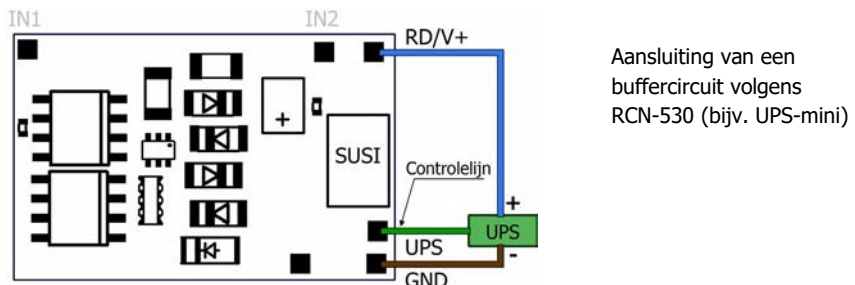 IN1
IN2
RD/V+
Aansluiting van een
buffercircuit volgens
RCN-530 (bijv. UPS-mini)
+
SUSI
Controlelijn
+
UPS
UPS
-
GND